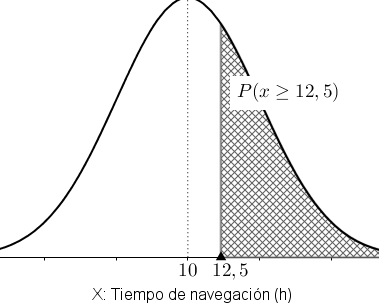 P(x ≥ 12,5)
10 12,5
X: Tiempo de navegación (h)